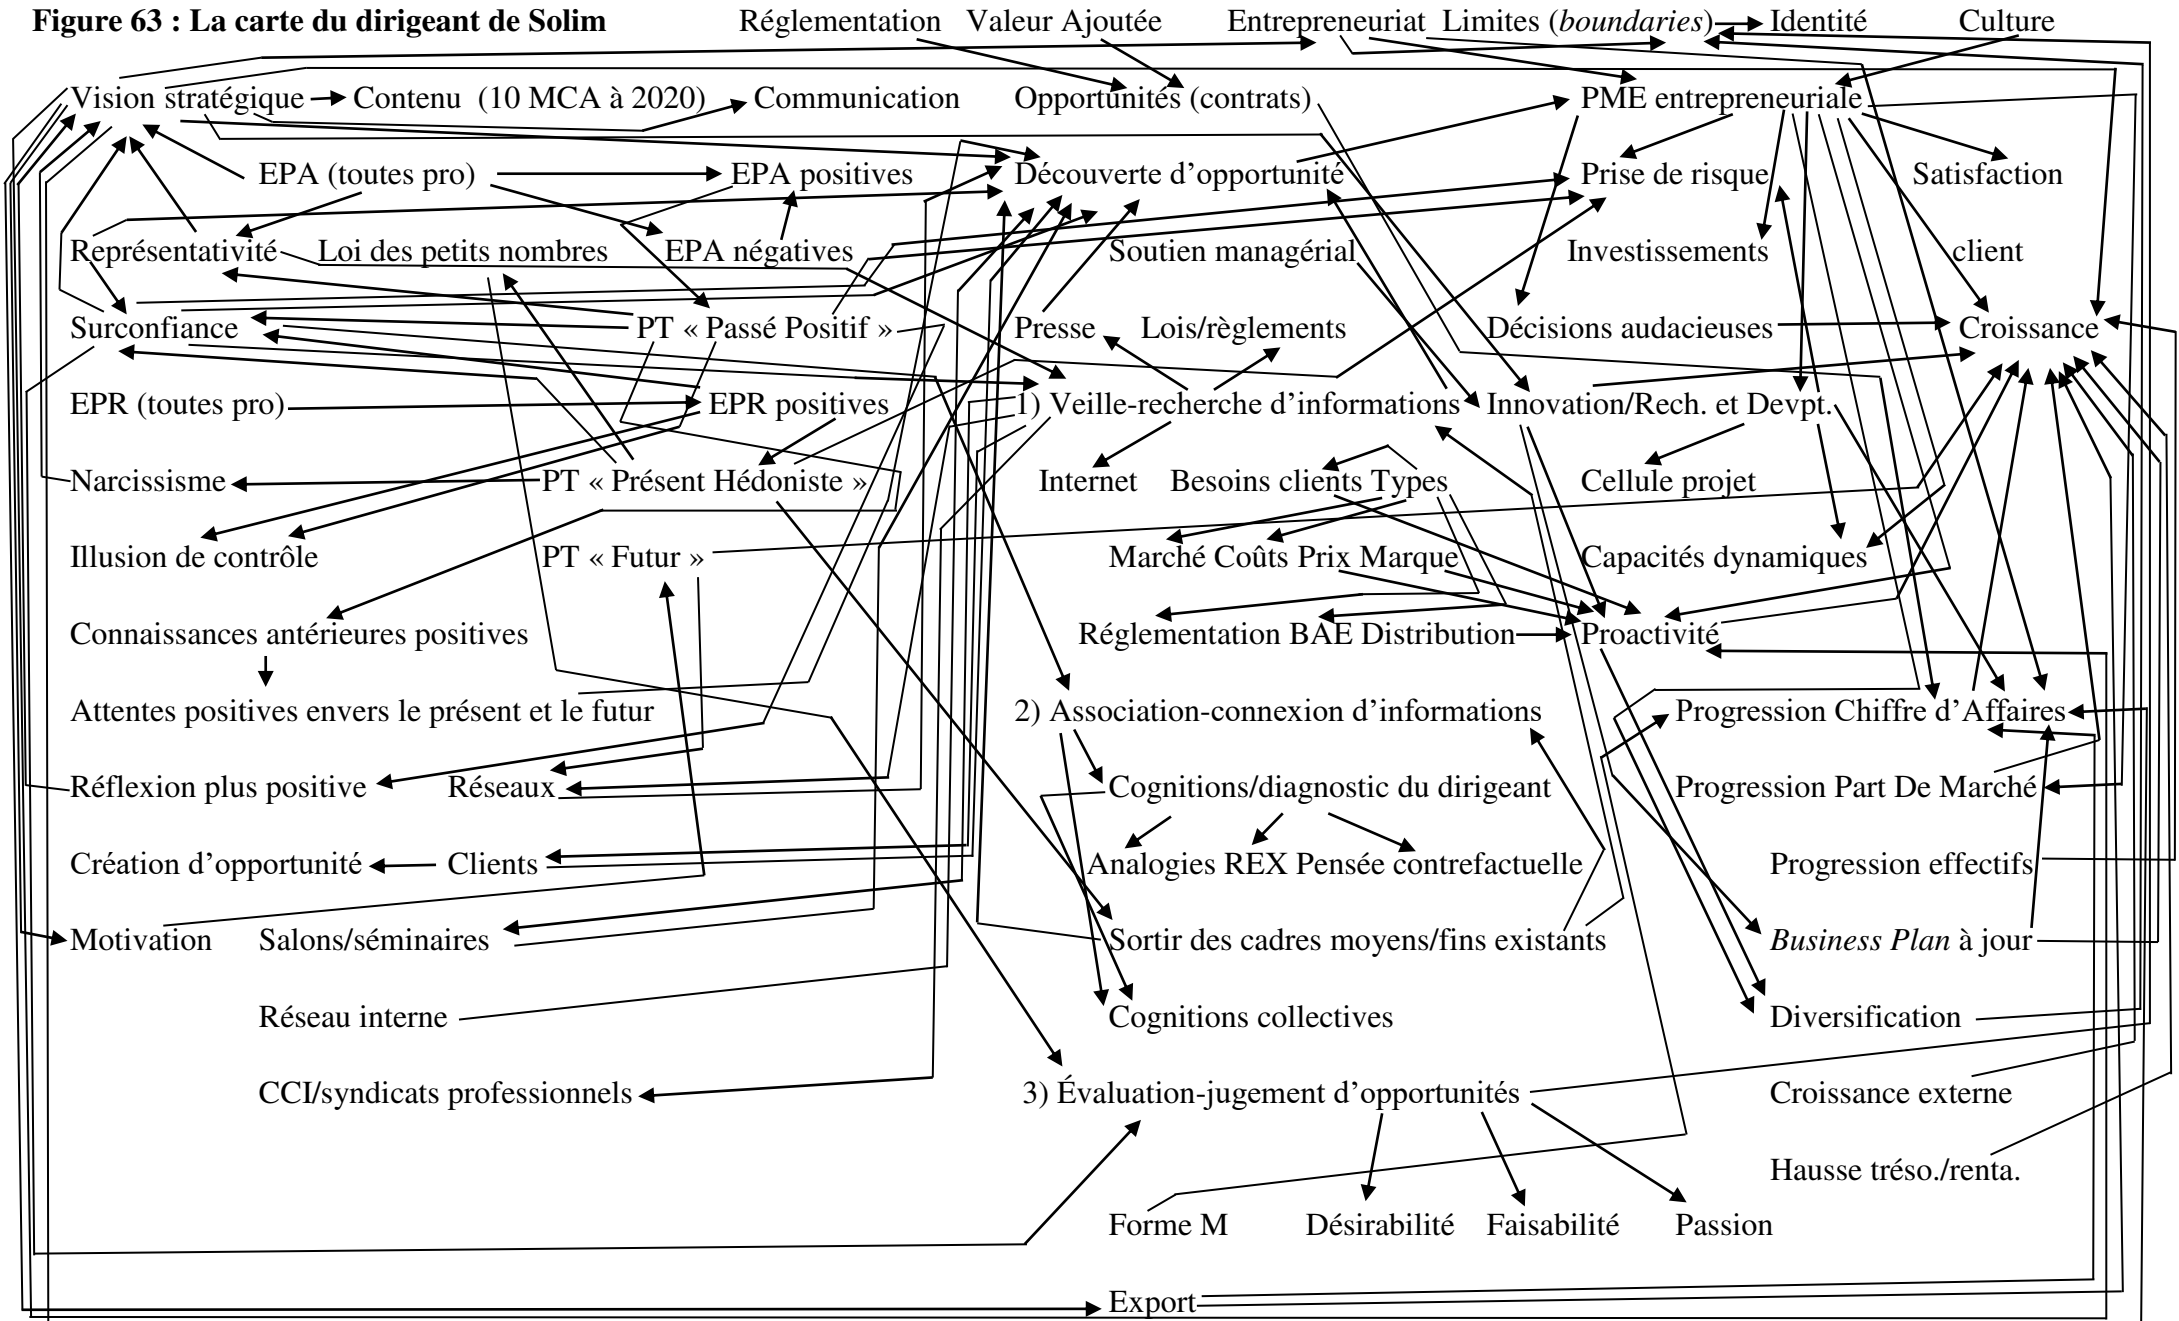 Figure 63 : La carte du dirigeant de Solim Réglementation Valeur Ajoutée Entrepreneuriat Limites (boundaries) Identité Culture
Vision stratégique Contenu (10 MCA à 2020) Communication Opportunités (contrats) PME entrepreneuriale
EPA (toutes pro) EPA positives Découverte d’opportunité Prise de risque Satisfaction
Représentativité Loi des petits nombres EPA négatives Soutien managérial Investissements client
Surconfiance PT « Passé Positif » Presse Lois/règlements Décisions audacieuses Croissance
EPR (toutes pro) EPR positives 1) Veille-recherche d’informations Innovation/Rech. et Devpt.
Narcissisme PT « Présent Hédoniste » Internet Besoins clients Types Cellule projet
Illusion de contrôle PT « Futur » Marché Coûts Prix Marque Capacités dynamiques
Connaissances antérieures positives Réglementation BAE Distribution Proactivité
Attentes positives envers le présent et le futur 2) Association-connexion d’informations Progression Chiffre d’Affaires
Réflexion plus positive Réseaux Cognitions/diagnostic du dirigeant Progression Part De Marché
Création d’opportunité Clients Analogies REX Pensée contrefactuelle Progression effectifs
Motivation Salons/séminaires Sortir des cadres moyens/fins existants Business Plan à jour
Réseau interne Cognitions collectives Diversification
CCI/syndicats professionnels 3) Évaluation-jugement d’opportunités Croissance externe
Hausse tréso./renta.
Forme M Désirabilité Faisabilité Passion
Export